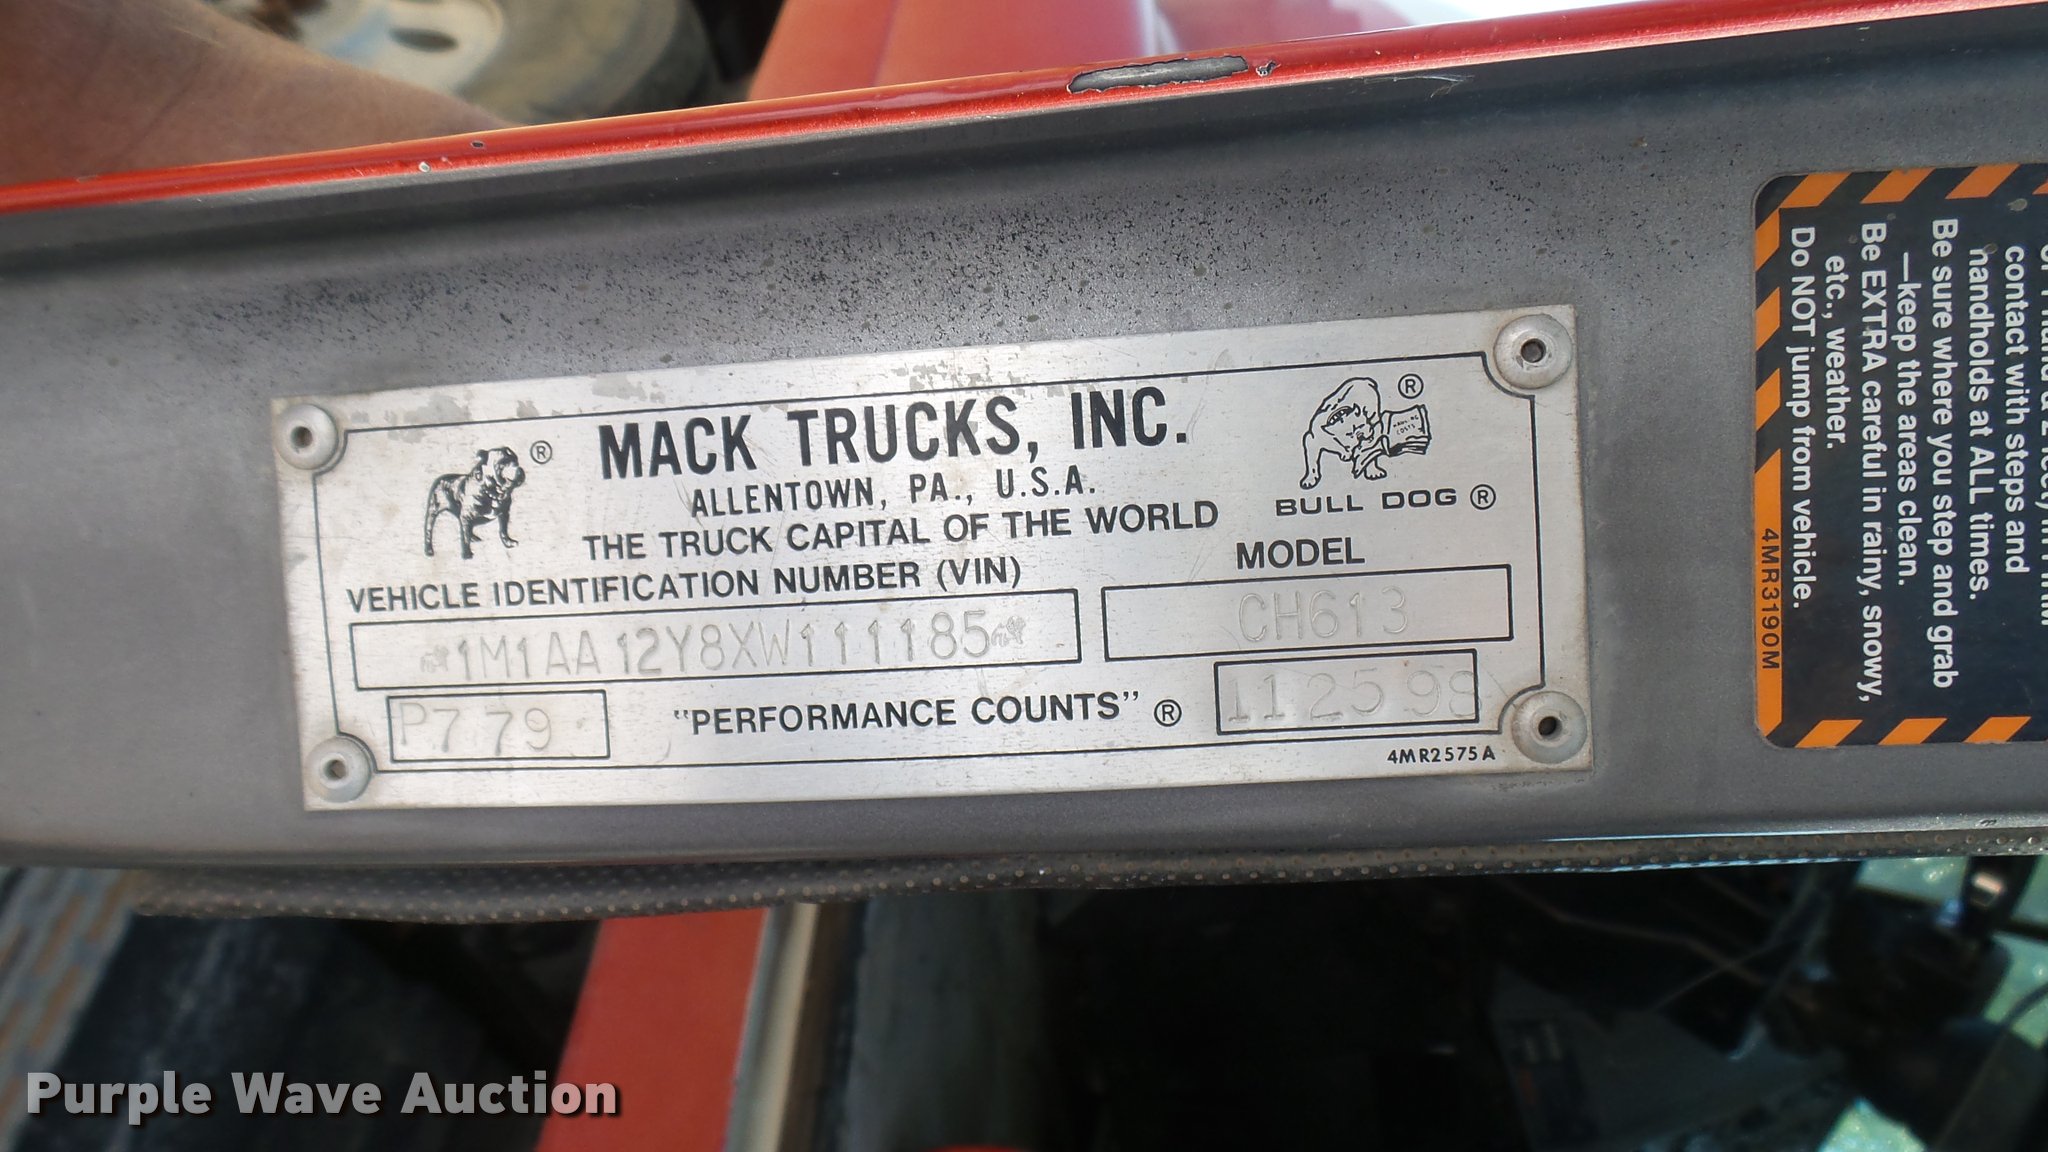 MACK TRUCKS, INC.
ALLENTOWN, PA., U.S.A.
THE TRUCK CAPITAL OF THE WORLD
BULL DOG ®
VEHICLE IDENTIFICATION NUMBER (VIN)
MODEL
1M1AA12Y8XW111185
CH613
P779
"PERFORMANCE COUNTS" ®
112598
4MR2575A
contact with steps and
handholds at ALL times.
Be sure where you step and grab
—keep the areas clean.
Be EXTRA careful in rainy, snowy,
etc., weather.
Do NOT jump from vehicle.
4MR3190M
Purple Wave Auction